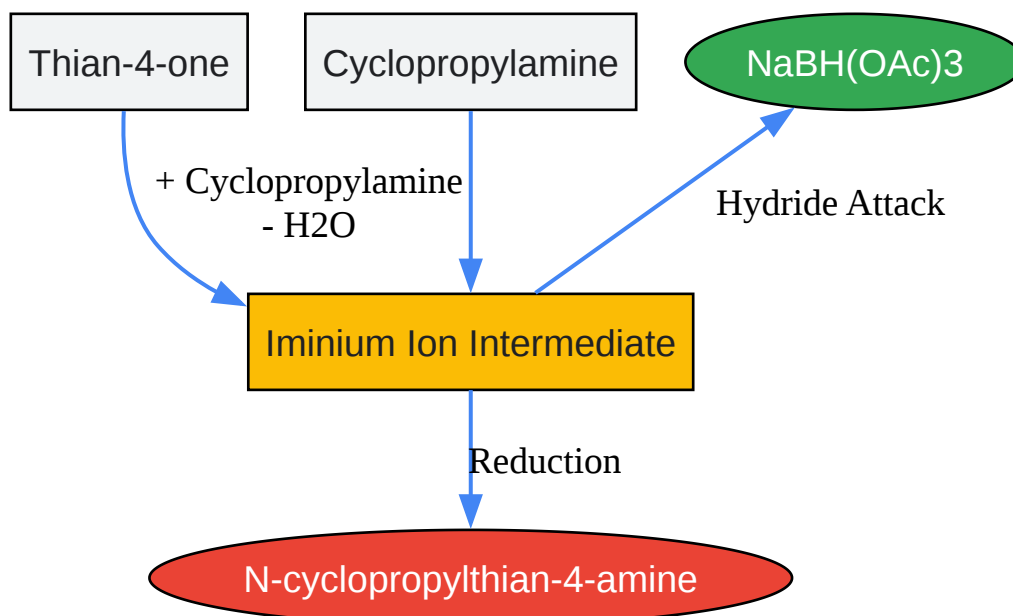 Thian-4-one
Cyclopropylamine
NaBH(OAc)3
+ Cyclopropylamine
- H2O
Hydride Attack
Iminium Ion Intermediate
Reduction
N-cyclopropylthian-4-amine